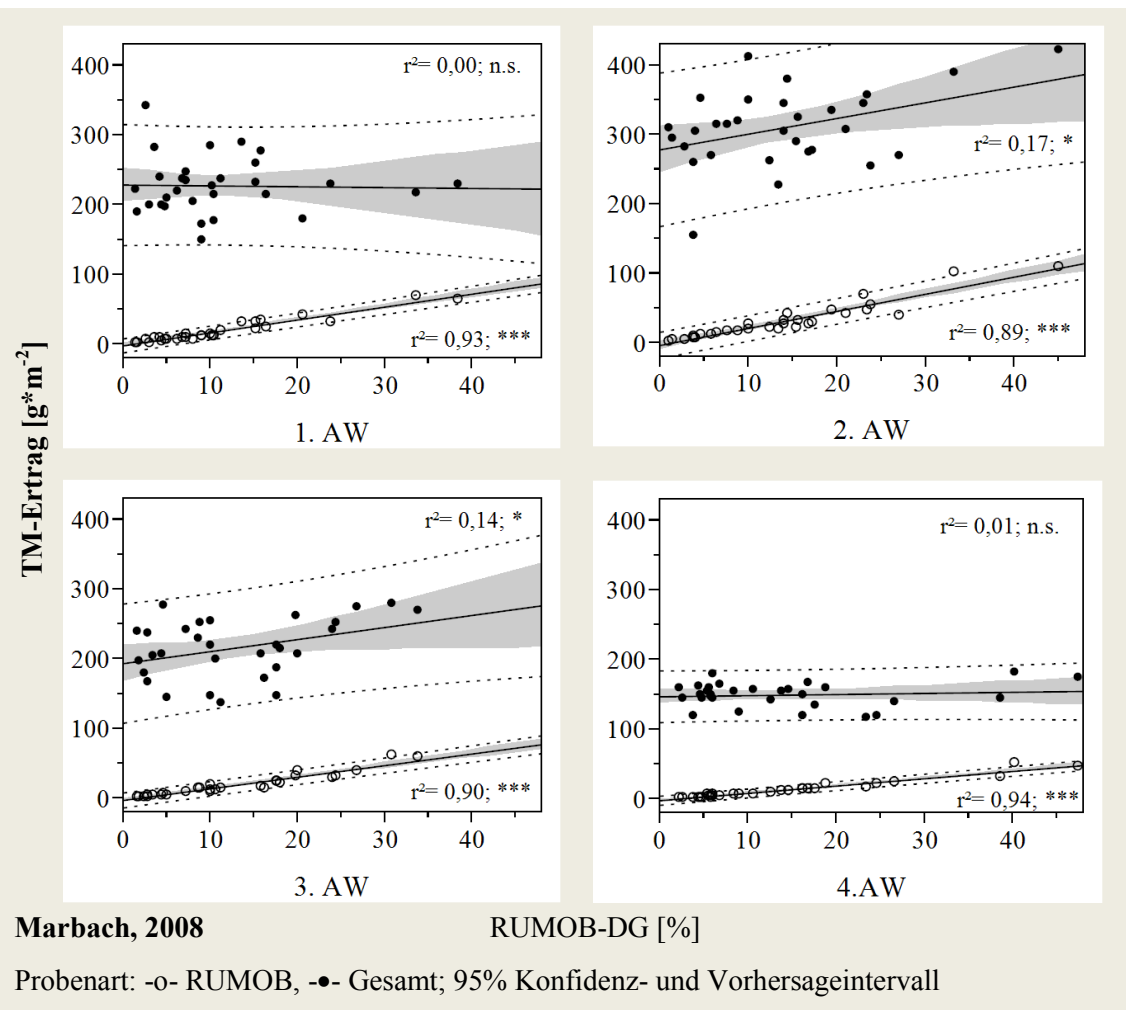 TM-Ertrag [g*m⁻²]
400
300
200
100
0
r²= 0,00; n.s.
r²= 0,93; ***
0 10 20 30 40
1. AW
400
300
200
100
0
r²= 0,17; *
r²= 0,89; ***
0 10 20 30 40
2. AW
400
300
200
100
0
r²= 0,14; *
r²= 0,90; ***
0 10 20 30 40
3. AW
400
300
200
100
0
r²= 0,01; n.s.
r²= 0,94; ***
0 10 20 30 40
4.AW
Marbach, 2008 RUMOB-DG [%]
Probenart: -o- RUMOB, -●- Gesamt; 95% Konfidenz- und Vorhersageintervall